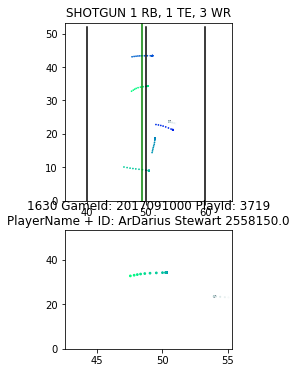 SHOTGUN 1 RB, 1 TE, 3 WR
50
40
30
20
10
0
40 50 60
1630 GameId: 2017091000 PlayId: 3719
PlayerName + ID: ArDarius Stewart 2558150.0
40
20
0
45 50 55